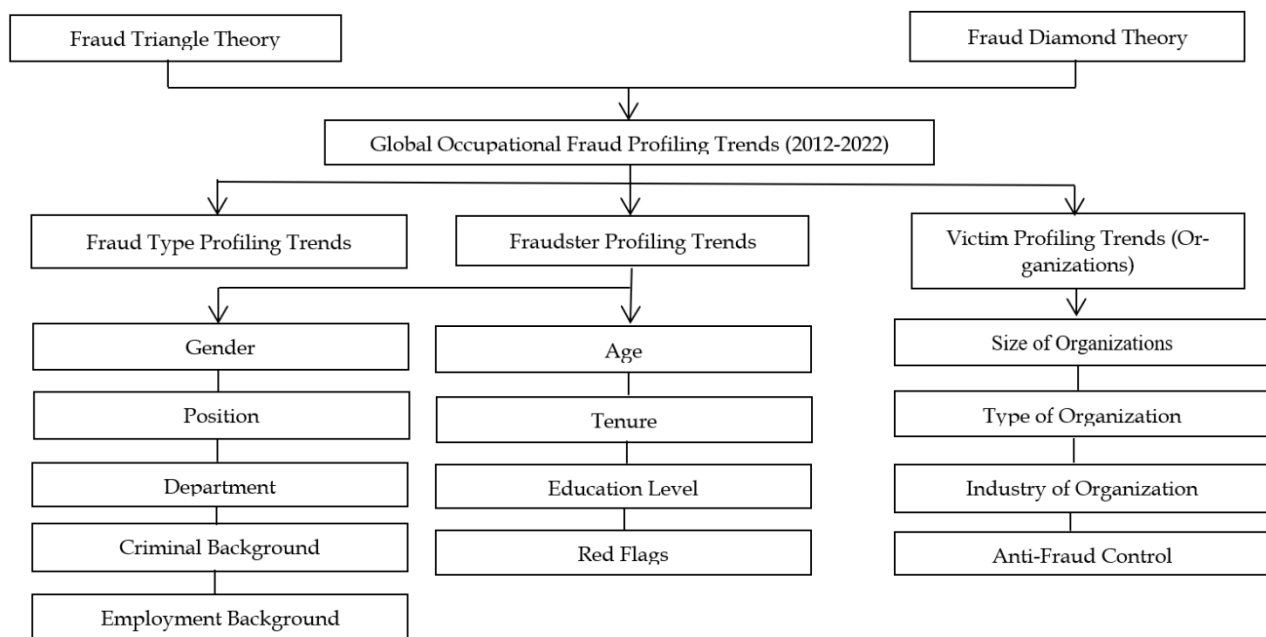 Fraud Triangle Theory
Fraud Diamond Theory
Global Occupational Fraud Profiling Trends (2012-2022)
Fraud Type Profiling Trends
Fraudster Profiling Trends
Victim Profiling Trends (Or-
ganizations)
Gender
Position
Department
Criminal Background
Employment Background
Age
Tenure
Education Level
Red Flags
Size of Organizations
Type of Organization
Industry of Organization
Anti-Fraud Control